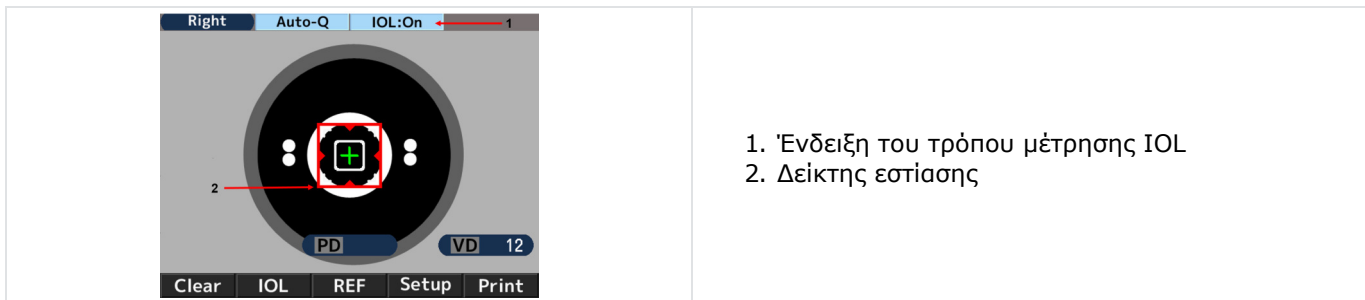 Right Auto-Q IOL:On 1
2
PD VD 12
Clear IOL REF Setup Print
1. Ένδειξη του τρόπου μέτρησης IOL
2. Δείκτης εστίασης